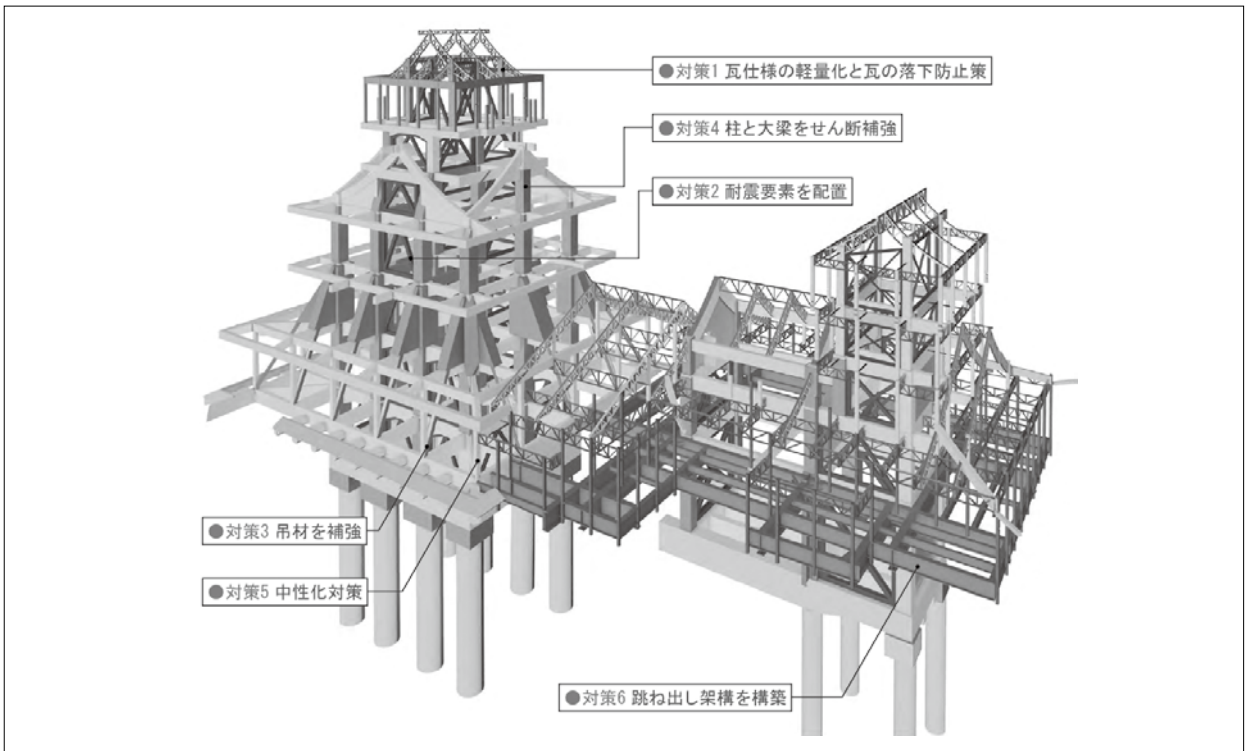 ●対策1 瓦仕様の軽量化と瓦の落下防止策
●対策4 柱と大梁をせん断補強
●対策2 耐震要素を配置
●対策3 吊材を補強
●対策5 中性化対策
●対策6 跳ね出し架構を構築